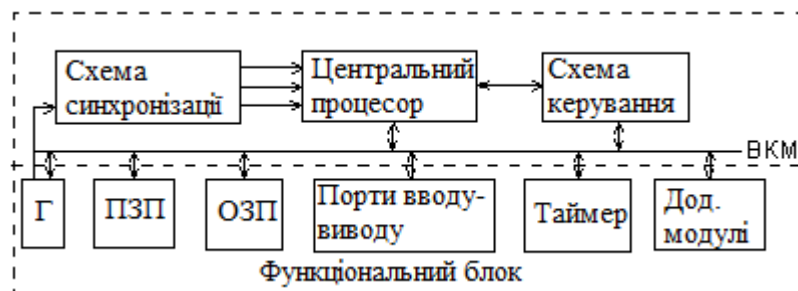 Схема
синхронізації
Центральний
процесор
Схема
керування
ВКМ
Г
ПЗП
ОЗП
Порти вводу-
виводу
Таймер
Дод.
модулі
Функціональний блок